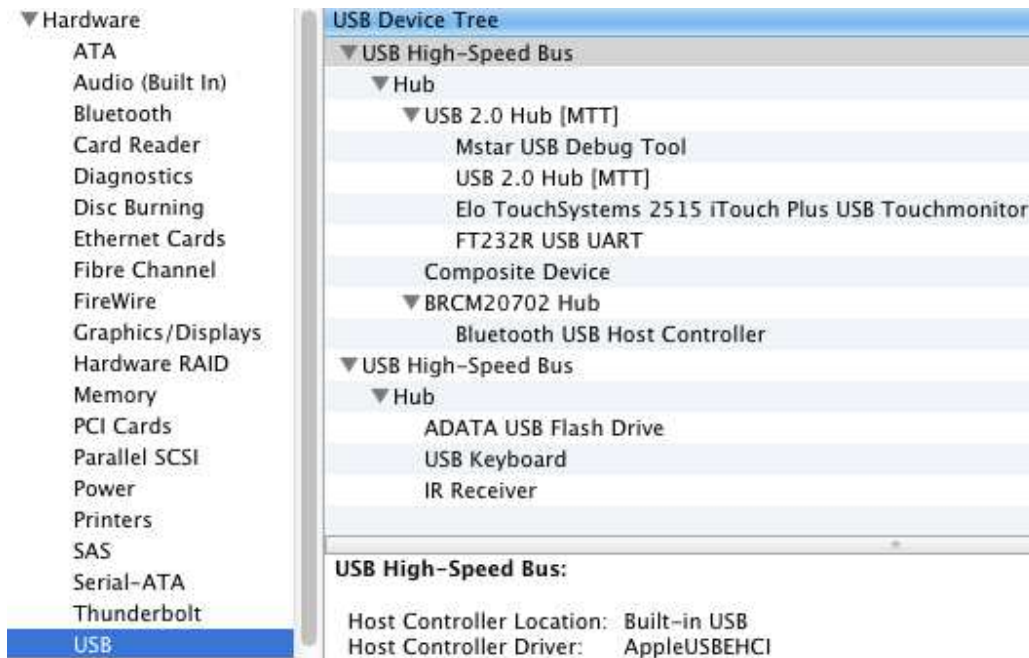 Hardware
ATA
Audio (Built In)
Bluetooth
Card Reader
Diagnostics
Disc Burning
Ethernet Cards
Fibre Channel
FireWire
Graphics/Displays
Hardware RAID
Memory
PCI Cards
Parallel SCSI
Power
Printers
SAS
Serial-ATA
Thunderbolt
USB
USB Device Tree
USB High-Speed Bus
Hub
USB 2.0 Hub [MTT]
Mstar USB Debug Tool
USB 2.0 Hub [MTT]
Elo TouchSystems 2515 iTouch Plus USB Touchmonitor
FT232R USB UART
Composite Device
BRCM20702 Hub
Bluetooth USB Host Controller
USB High-Speed Bus
Hub
ADATA USB Flash Drive
USB Keyboard
IR Receiver
USB High-Speed Bus:
Host Controller Location: Built-in USB
Host Controller Driver: AppleUSBEHCI